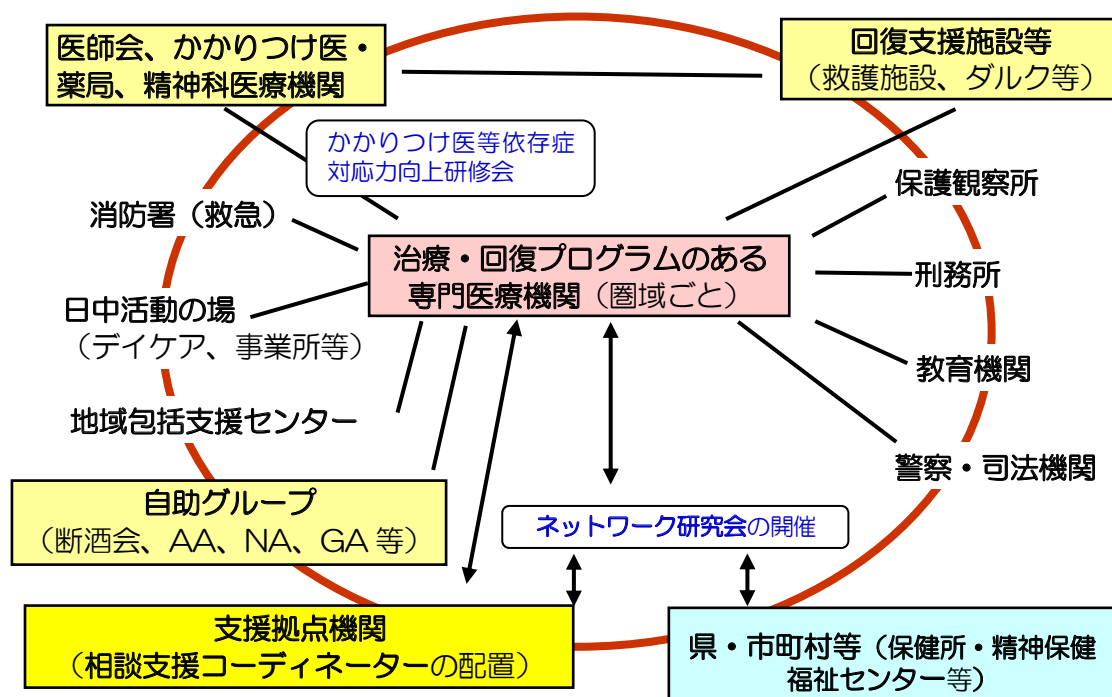 医師会、かかりつけ医・
薬局、精神科医療機関
回復支援施設等
（救護施設、ダルク等）
かかりつけ医等依存症
対応力向上研修会
保護観察所
消防署（救急）
治療・回復プログラムのある
専門医療機関（圏域ごと）
刑務所
日中活動の場
（デイケア、事業所等）
教育機関
地域包括支援センター
警察・司法機関
自助グループ
（断酒会、AA、NA、GA 等）
ネットワーク研究会の開催
支援拠点機関
（相談支援コーディネーターの配置）
県・市町村等（保健所・精神保健
福祉センター等）